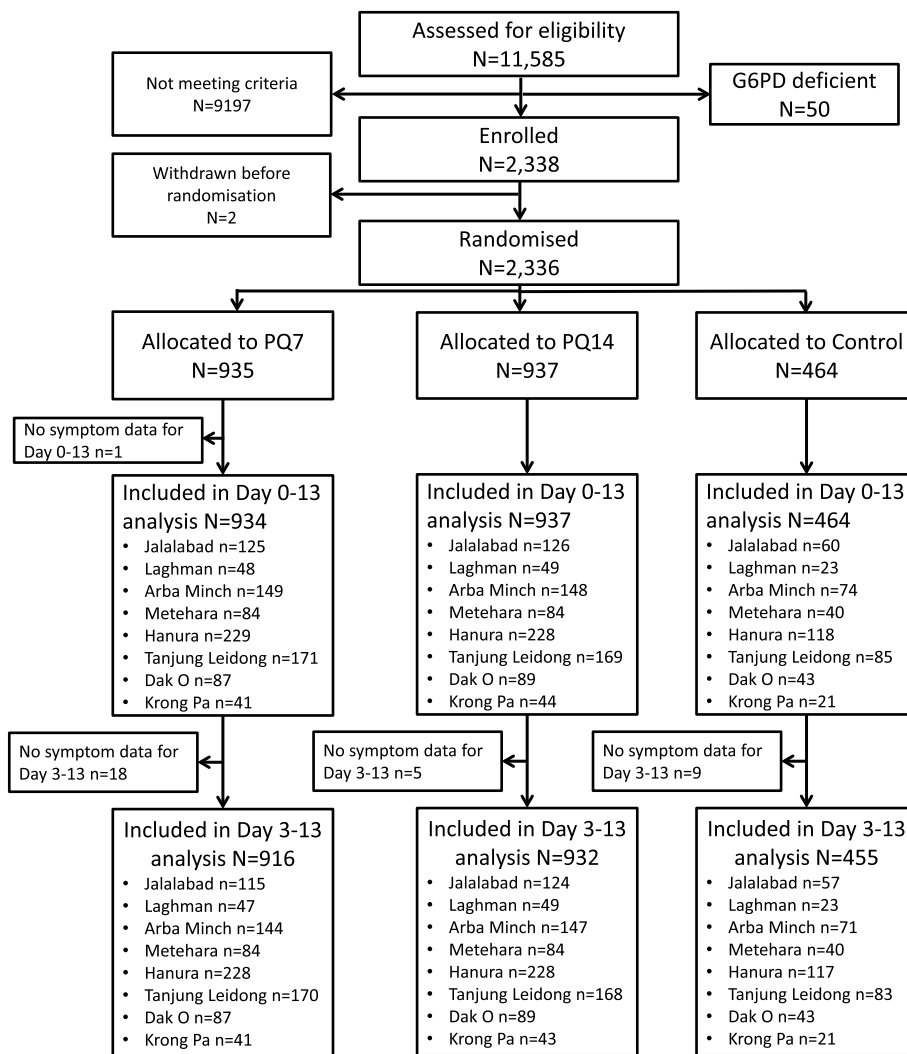 Assessed for eligibility
N=11,585
Not meeting criteria
N=9197
G6PD deficient
N=50
Enrolled
N=2,338
Withdrawn before
randomisation
N=2
Randomised
N=2,336
Allocated to PQ7
N=935
Allocated to PQ14
N=937
Allocated to Control
N=464
No symptom data for
Day 0-13 n=1
Included in Day 0-13
analysis N=934
• Jalalabad n=125
• Laghman n=48
• Arba Minch n=149
• Metehara n=84
• Hanura n=229
• Tanjung Leidong n=171
• Dak O n=87
• Krong Pa n=41
Included in Day 0-13
analysis N=937
• Jalalabad n=126
• Laghman n=49
• Arba Minch n=148
• Metehara n=84
• Hanura n=228
• Tanjung Leidong n=169
• Dak O n=89
• Krong Pa n=44
Included in Day 0-13
analysis N=464
• Jalalabad n=60
• Laghman n=23
• Arba Minch n=74
• Metehara n=40
• Hanura n=118
• Tanjung Leidong n=85
• Dak O n=43
• Krong Pa n=21
No symptom data for
Day 3-13 n=18
No symptom data for
Day 3-13 n=5
No symptom data for
Day 3-13 n=9
Included in Day 3-13
analysis N=916
• Jalalabad n=115
• Laghman n=47
• Arba Minch n=144
• Metehara n=84
• Hanura n=228
• Tanjung Leidong n=170
• Dak O n=87
• Krong Pa n=41
Included in Day 3-13
analysis N=932
• Jalalabad n=124
• Laghman n=49
• Arba Minch n=147
• Metehara n=84
• Hanura n=228
• Tanjung Leidong n=168
• Dak O n=89
• Krong Pa n=43
Included in Day 3-13
analysis N=455
• Jalalabad n=57
• Laghman n=23
• Arba Minch n=71
• Metehara n=40
• Hanura n=117
• Tanjung Leidong n=83
• Dak O n=43
• Krong Pa n=21